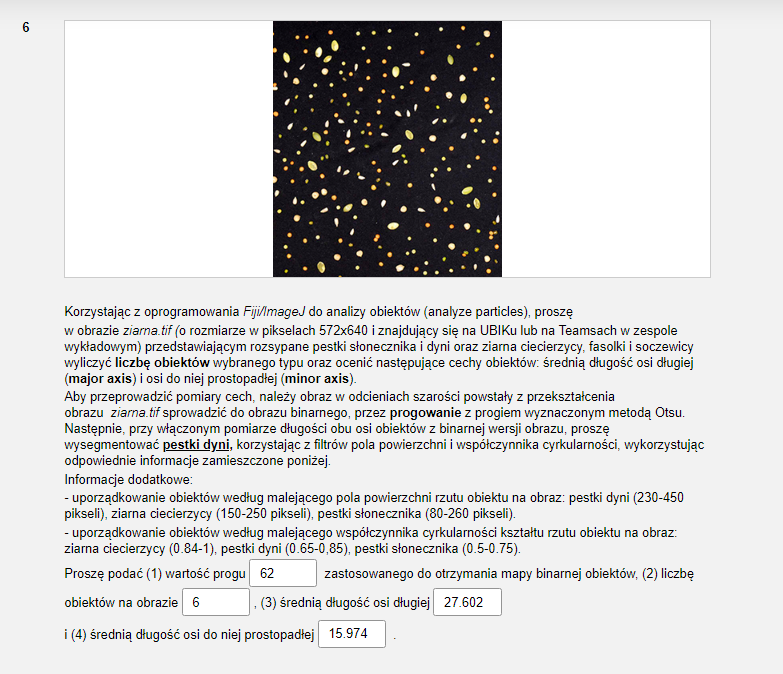 6
Korzystając z oprogramowania Fiji/ImageJ do analizy obiektów (analyze particles), proszę
w obrazie ziarna.tif (o rozmiarze w pikselach 572x640 i znajdujący się na UBIKu lub na Teamsach w zespole
wykładowym) przedstawiającym rozsypane pestki słonecznika i dyni oraz ziarna ciecierzycy, fasolki i soczewicy
wyliczyć liczbę obiektów wybranego typu oraz ocenić następujące cechy obiektów: średnią długość osi długiej
(major axis) i osi do niej prostopadłej (minor axis).
Aby przeprowadzić pomiary cech, należy obraz w odcieniach szarości powstały z przekształcenia
obrazu ziarna.tif sprowadzić do obrazu binarnego, przez progowanie z progiem wyznaczonym metodą Otsu.
Następnie, przy włączonym pomiarze długości obu osi obiektów z binarnej wersji obrazu, proszę
wysegmentować pestki dyni, korzystając z filtrów pola powierzchni i współczynnika cyrkularności, wykorzystując
odpowiednie informacje zamieszczone poniżej.
Informacje dodatkowe:
- uporządkowanie obiektów według malejącego pola powierzchni rzutu obiektu na obraz: pestki dyni (230-450
pikseli), ziarna ciecierzycy (150-250 pikseli), pestki słonecznika (80-260 pikseli).
- uporządkowanie obiektów według malejącego współczynnika cyrkularności kształtu rzutu obiektu na obraz:
ziarna ciecierzycy (0.84-1), pestki dyni (0.65-0,85), pestki słonecznika (0.5-0.75).
Proszę podać (1) wartość progu 62 zastosowanego do otrzymania mapy binarnej obiektów, (2) liczbę
obiektów na obrazie 6 , (3) średnią długość osi długiej 27.602
i (4) średnią długość osi do niej prostopadłej 15.974 .